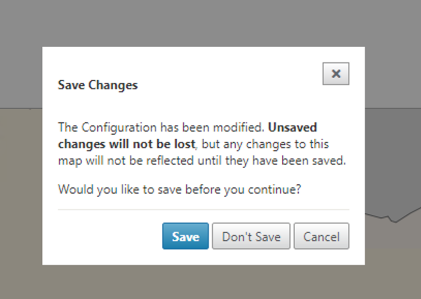 Save Changes
The Configuration has been modified. Unsaved
changes will not be lost, but any changes to this
map will not be reflected until they have been saved.
Would you like to save before you continue?
Save Don't Save Cancel